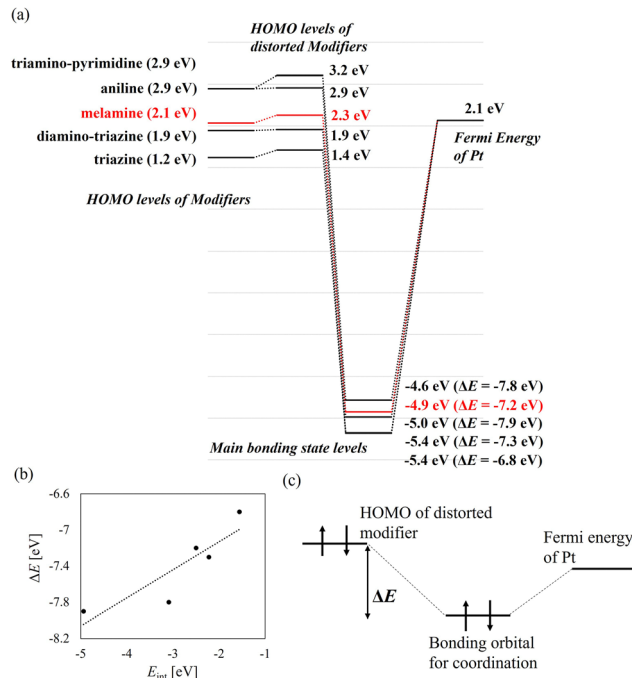 (a)
HOMO levels of
distorted Modifiers
triamino-pyrimidine (2.9 eV)
3.2 eV
aniline (2.9 eV)
2.9 eV
melamine (2.1 eV)
2.3 eV
2.1 eV
diamino-triazine (1.9 eV)
1.9 eV
Fermi Energy
of Pt
triazine (1.2 eV)
1.4 eV
HOMO levels of Modifiers
-4.6 eV (ΔE = -7.8 eV)
-4.9 eV (ΔE = -7.2 eV)
-5.0 eV (ΔE = -7.9 eV)
-5.4 eV (ΔE = -7.3 eV)
-5.4 eV (ΔE = -6.8 eV)
Main bonding state levels
(b)
-6.6
-7
-7.4
-7.8
-8.2
ΔE [eV]
-5 -4 -3 -2 -1
Eint [eV]
(c)
HOMO of distorted
modifier
Fermi energy
of Pt
ΔE
Bonding orbital
for coordination